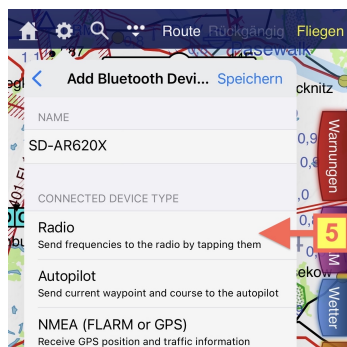 Route Rückgängig Fliegen
Add Bluetooth Devi... Speichern
NAME
SD-AR620X
CONNECTED DEVICE TYPE
Radio
Send frequencies to the radio by tapping them
Autopilot
Send current waypoint and course to the autopilot
NMEA (FLARM or GPS)
Receive GPS position and traffic information
Warnungen
5
Wetter
cknitz